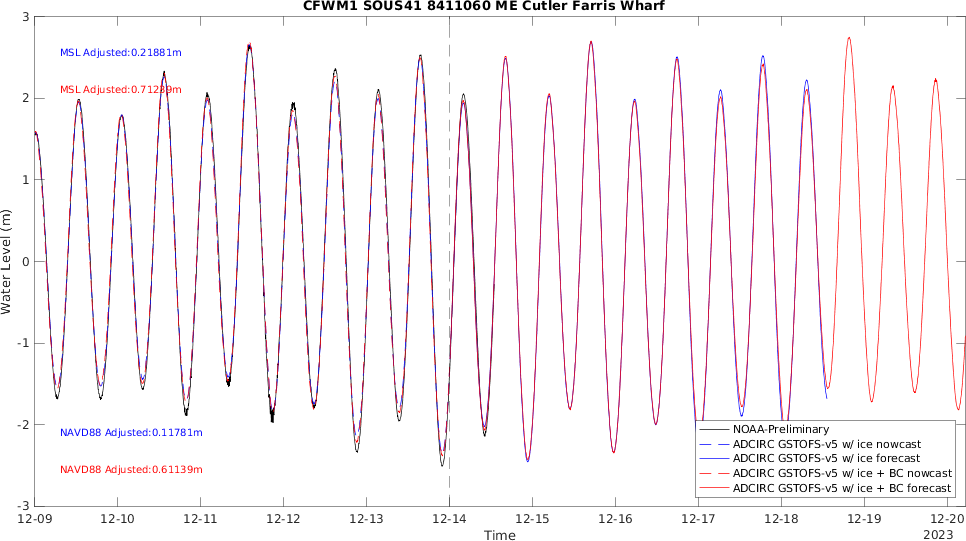 CFWM1 SOUS41 8411060 ME Cutler Farris Wharf
3
2
1
0
-1
-2
-3
Water Level (m)
MSL Adjusted:0.21881m
MSL Adjusted:
NAVD88 Adjusted:0.11781m
NAVD88 Adjusted:0.61139m
NOAA-Preliminary
ADCIRC GSTOFS-v5 w/ ice nowcast
ADCIRC GSTOFS-v5 w/ ice forecast
ADCIRC GSTOFS-v5 w/ ice + BC nowcast
ADCIRC GSTOFS-v5 w/ ice + BC forecast
12-09 12-10 12-11 12-12 12-13 12-14 12-15 12-16 12-17 12-18 12-19 12-20
2023
Time